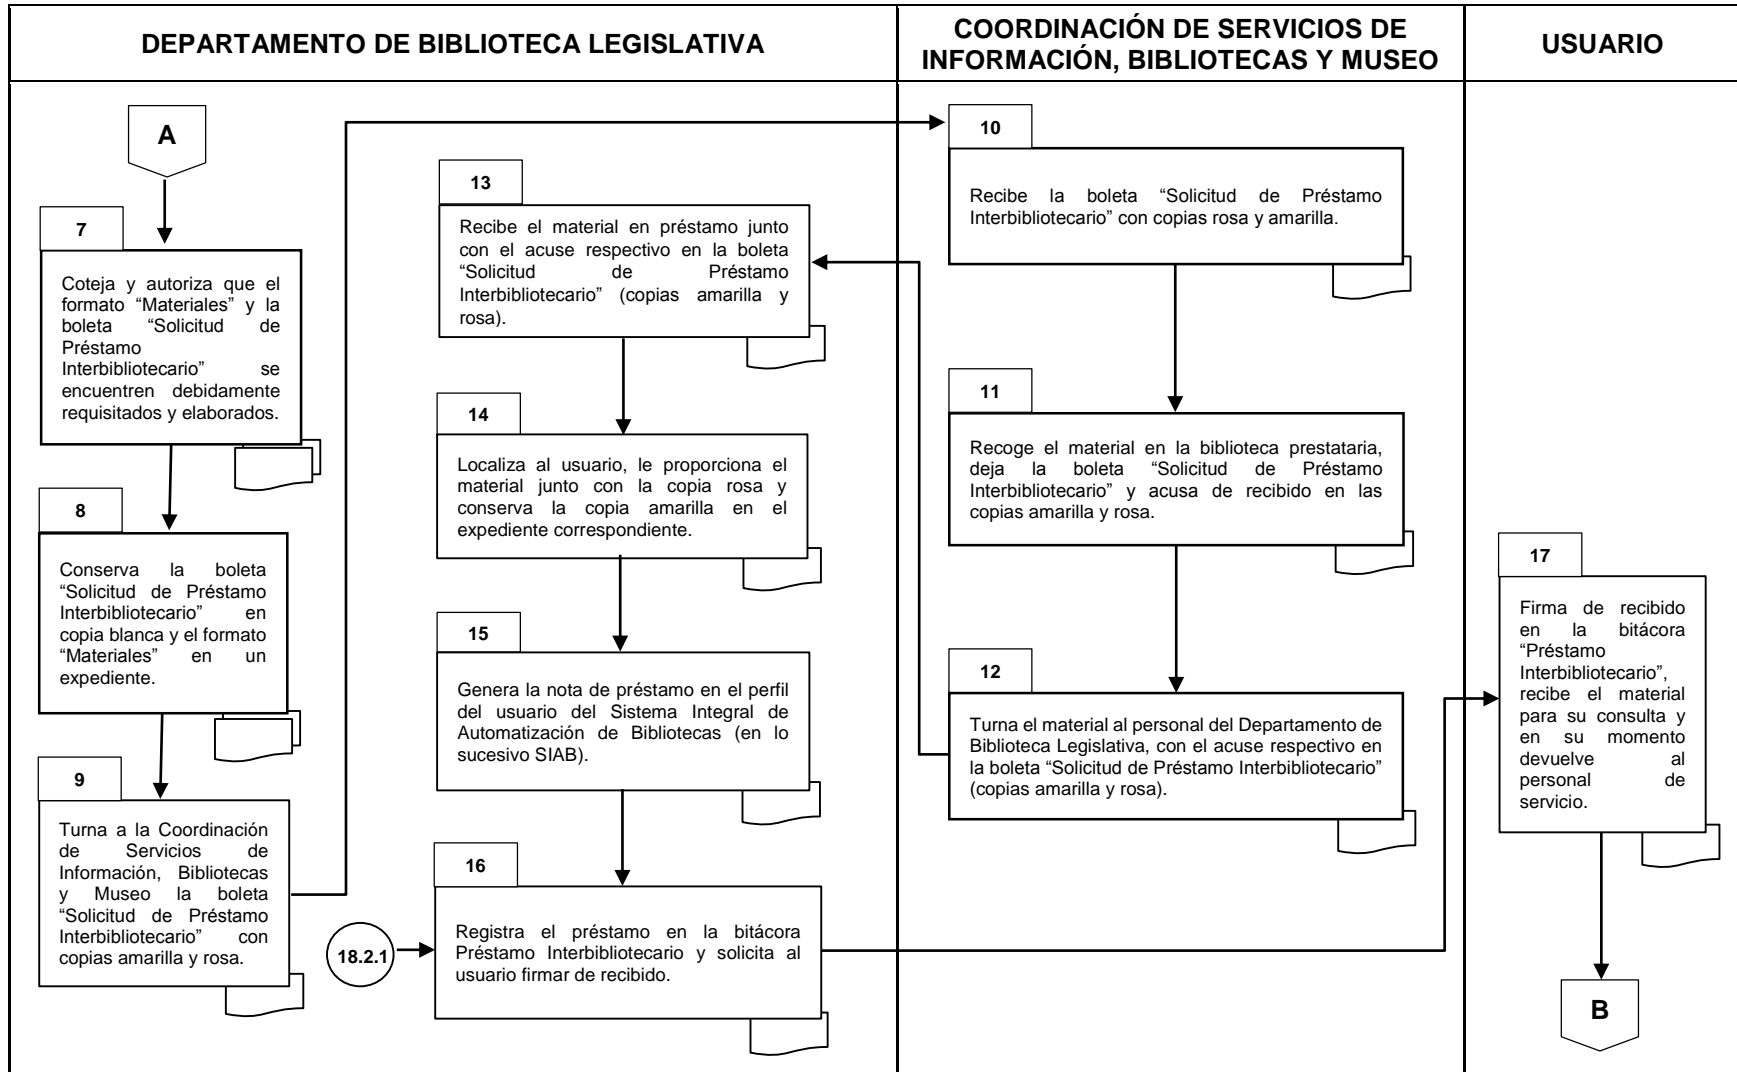 DEPARTAMENTO DE BIBLIOTECA LEGISLATIVA
COORDINACIÓN DE SERVICIOS DE
INFORMACIÓN, BIBLIOTECAS Y MUSEO
USUARIO
A
7
Coteja y autoriza que el
formato “Materiales” y la
boleta “Solicitud de
Préstamo
Interbibliotecario” se
encuentren debidamente
requisitados y elaborados.
8
Conserva la boleta
“Solicitud de Préstamo
Interbibliotecario” en
copia blanca y el formato
“Materiales” en un
expediente.
9
Turna a la Coordinación
de Servicios de
Información, Bibliotecas
y Museo la boleta
“Solicitud de Préstamo
Interbibliotecario” con
copias amarilla y rosa.
10
Recibe la boleta “Solicitud de Préstamo
Interbibliotecario” con copias rosa y amarilla.
11
Recoge el material en la biblioteca prestataria,
deja la boleta “Solicitud de Préstamo
Interbibliotecario” y acusa de recibido en las
copias amarilla y rosa.
12
Turna el material al personal del Departamento de
Biblioteca Legislativa, con el acuse respectivo en
la boleta “Solicitud de Préstamo Interbibliotecario”
(copias amarilla y rosa).
13
Recibe el material en préstamo junto
con el acuse respectivo en la boleta
“Solicitud de Préstamo
Interbibliotecario” (copias amarilla y
rosa).
14
Localiza al usuario, le proporciona el
material junto con la copia rosa y
conserva la copia amarilla en el
expediente correspondiente.
15
Genera la nota de préstamo en el perfil
del usuario del Sistema Integral de
Automatización de Bibliotecas (en lo
sucesivo SIAB).
16
18.2.1
Registra el préstamo en la bitácora
Préstamo Interbibliotecario y solicita al
usuario firmar de recibido.
17
Firma de recibido
en la bitácora
“Préstamo
Interbibliotecario”,
recibe el material
para su consulta y
en su momento
devuelve al
personal de
servicio.
B